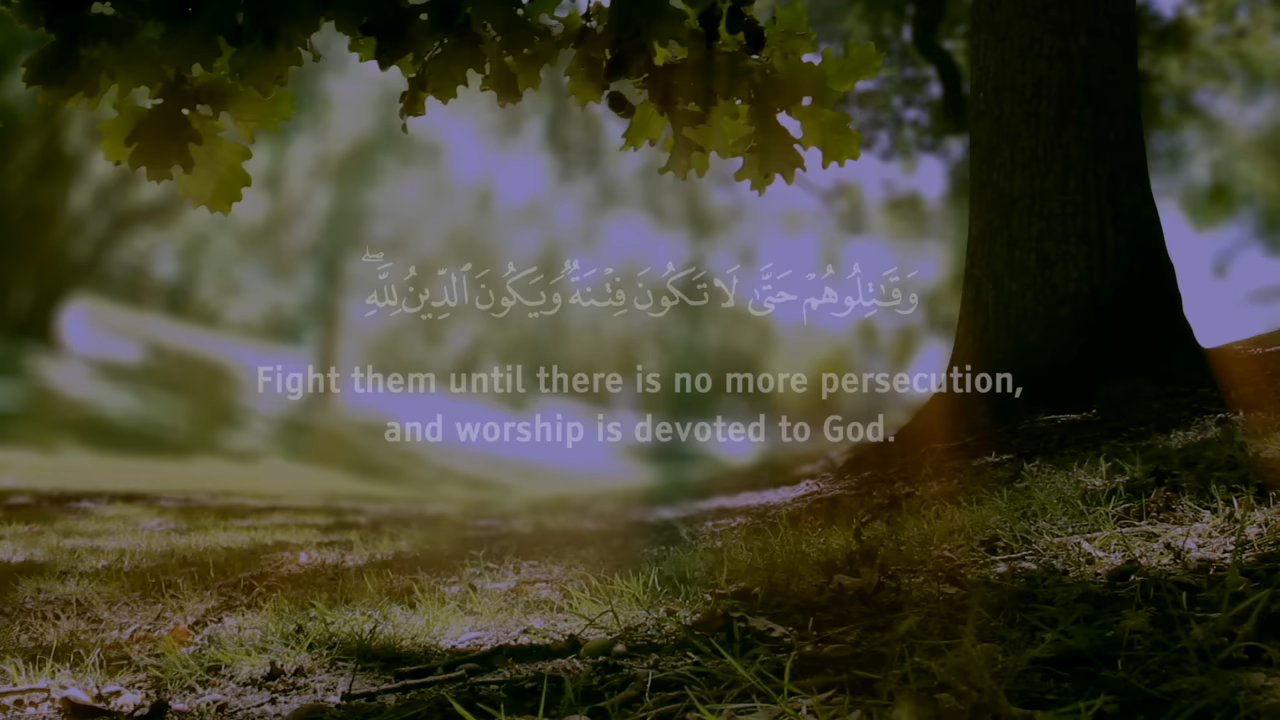 وَقَـٰتِلُوهُمْ حَتَّىٰ لَا تَكُونَ فِتْنَةٌ وَيَكُونَ ٱلدِّينُ لِلَّهِ ۖ
Fight them until there is no more persecution,
and worship is devoted to God.